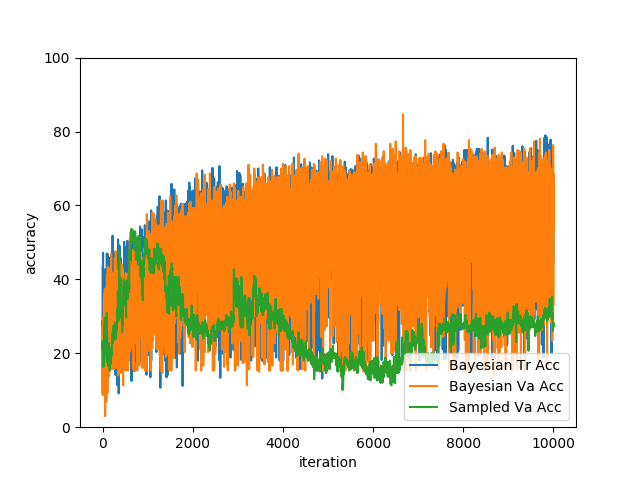 100
80
60
40
20
0
accuracy
0 2000 4000 6000 8000 10000
iteration
Bayesian Tr Acc
Bayesian Va Acc
Sampled Va Acc